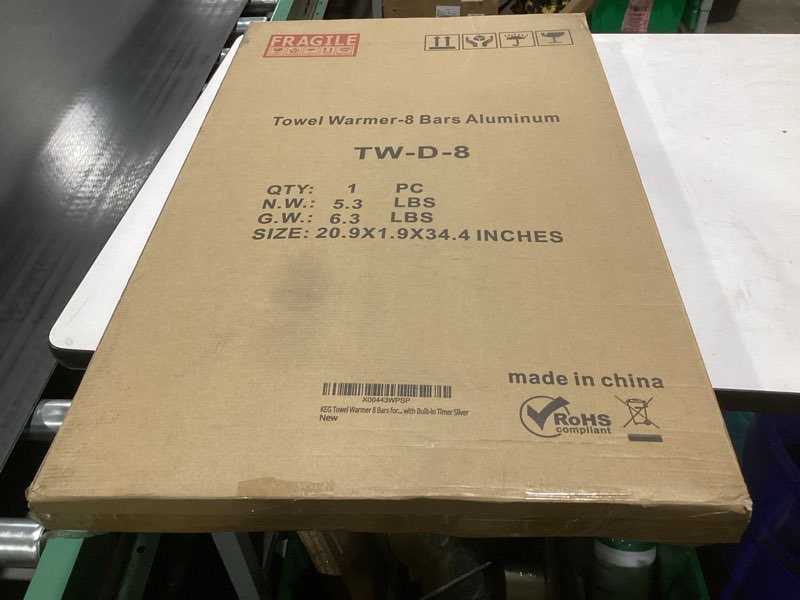 FRAGILE
Towel Warmer-8 Bars Aluminum
TW-D-8
QTY: 1 PC
N.W.: 5.3 LBS
G.W.: 6.3 LBS
SIZE: 20.9X1.9X34.4 INCHES
made in china
X00443WPSP
RoHS
compliant
KEG Towel Warmer 8 Bars for... with Built-In Timer Silver
New